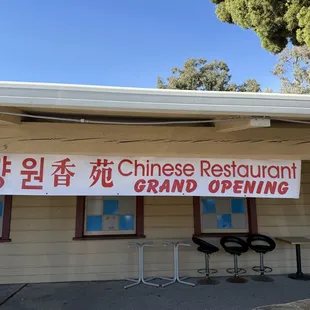 원 香 苑 Chinese Restaurant
GRAND OPENING